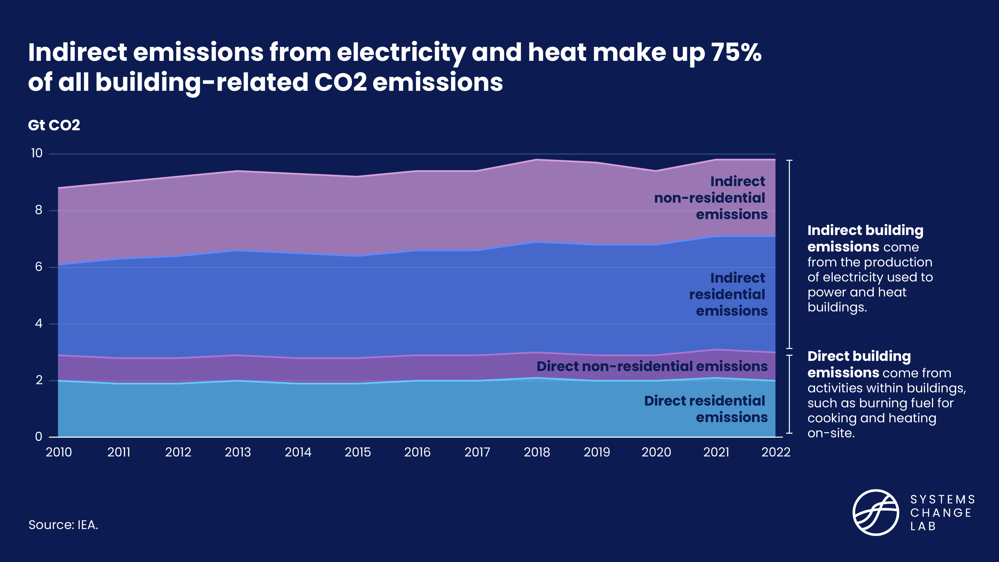 Indirect emissions from electricity and heat make up 75%
of all building-related CO2 emissions
Gt CO2
10
8
6
4
2
0
Indirect
non-residential
emissions
Indirect
residential
emissions
Direct non-residential emissions
Direct residential
emissions
2010 2011 2012 2013 2014 2015 2016 2017 2018 2019 2020 2021 2022
Indirect building
emissions come
from the production
of electricity used to
power and heat
buildings.
Direct building
emissions come from
activities within buildings,
such as burning fuel for
cooking and heating
on-site.
Source: IEA.
SYSTEMS
CHANGE
LAB